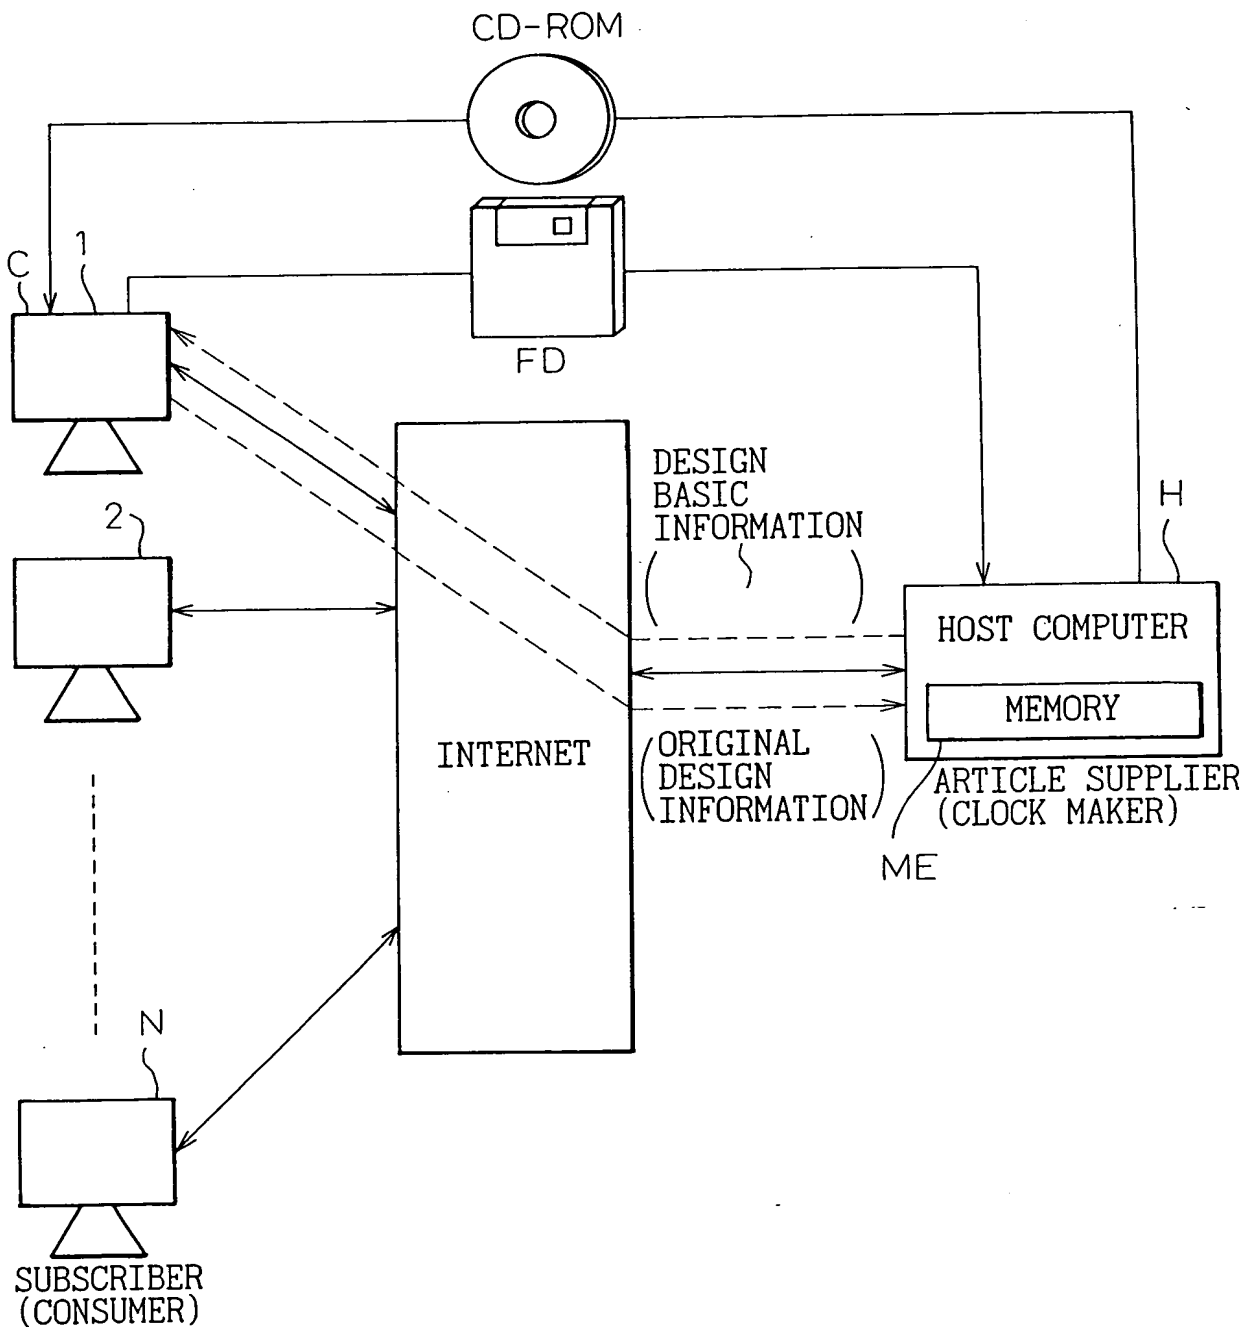 CD-ROM
C
1
FD
2
DESIGN
BASIC
INFORMATION
H
HOST COMPUTER
MEMORY
INTERNET
ORIGINAL
DESIGN
INFORMATION
ARTICLE SUPPLIER
(CLOCK MAKER)
ME
N
SUBSCRIBER
(CONSUMER)